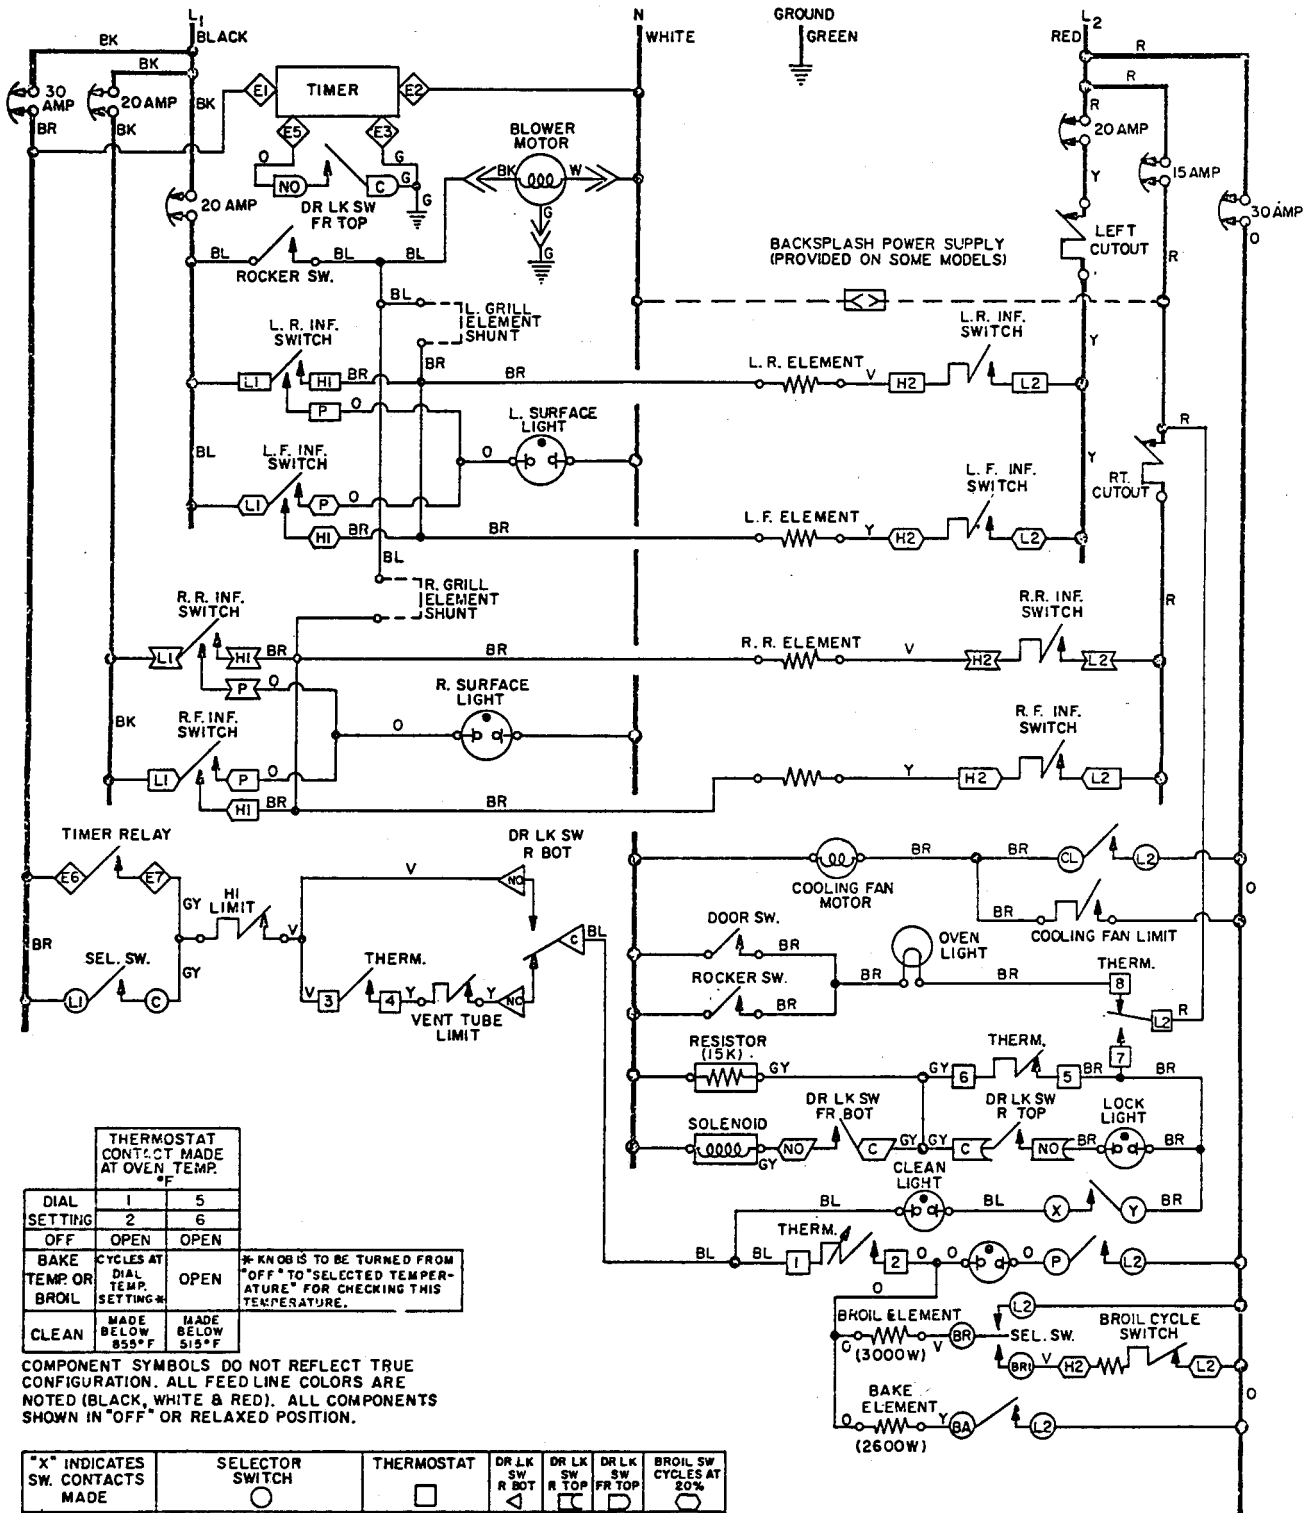 L1
BLACK
N
WHITE
GROUND
GREEN
L2
RED
BK
BK
BK
R
R
R
30 AMP
20 AMP
BR
BK
E1
TIMER
E2
E5
E3
O
G
NO
C
G
G
DR LK SW
FR TOP
20 AMP
BLOWER
MOTOR
BK
W
G
G
20 AMP
Y
15 AMP
30 AMP
O
R
LEFT
CUTOUT
BACKSPLASH POWER SUPPLY
(PROVIDED ON SOME MODELS)
BL
BL
BL
ROCKER SW.
BL
L. GRILL
ELEMENT
SHUNT
BR
L. R. INF.
SWITCH
L1
H1
BR
BR
P
O
L.R. ELEMENT
V
H2
L.R. INF.
SWITCH
L2
Y
L. SURFACE
LIGHT
O
BL
L.F. INF.
SWITCH
L1
P
O
H1
BR
BR
L.F. ELEMENT
Y
H2
L.F. INF.
SWITCH
L2
Y
R
RT.
CUTOUT
BL
R. GRILL
ELEMENT
SHUNT
R.R. INF.
SWITCH
L1
H1
BR
BR
P
O
R.R. ELEMENT
V
H2
R.R. INF.
SWITCH
L2
R
R. SURFACE
LIGHT
O
BK
R.F. INF.
SWITCH
L1
P
O
H1
BR
BR
Y
H2
R.F. INF.
SWITCH
L2
TIMER RELAY
E6
E7
GY
HI
LIMIT
V
BR
SEL. SW.
L1
C
GY
V
DR LK SW
R BOT
NO
THERM.
V
3
4
Y
Y
NO
VENT TUBE
LIMIT
C
BL
COOLING FAN
MOTOR
BR
BR
CL
L2
O
BR
COOLING FAN LIMIT
DOOR SW.
BR
ROCKER SW.
BR
BR
OVEN
LIGHT
BR
THERM.
8
L2
R
7
RESISTOR
(15K)
GY
GY
6
THERM.
5
BR
BR
SOLENOID
GY
NO
DR LK SW
FR BOT
C
GY
GY
C
DR LK SW
R TOP
NO
BR
LOCK
LIGHT
BR
CLEAN
LIGHT
BL
BL
X
Y
BR
THERM.
BL
BL
1
2
O
O
O
P
L2
O
BROIL ELEMENT
O
(3000W)
V
BR
L2
SEL. SW.
BR1
V
H2
BROIL CYCLE
SWITCH
L2
O
BAKE
ELEMENT
O
(2600W)
Y
BA
L2
THERMOSTAT
CONTACT MADE
AT OVEN TEMP.
°F
DIAL 1 5
SETTING 2 6
OFF OPEN OPEN
BAKE
TEMP. OR
BROIL
CYCLES AT
DIAL
TEMP.
SETTING*
OPEN
* KNOB IS TO BE TURNED FROM
"OFF" TO "SELECTED TEMPER-
ATURE" FOR CHECKING THIS
TEMPERATURE.
CLEAN
MADE
BELOW
855°F
MADE
BELOW
515°F
COMPONENT SYMBOLS DO NOT REFLECT TRUE
CONFIGURATION. ALL FEED LINE COLORS ARE
NOTED (BLACK, WHITE & RED). ALL COMPONENTS
SHOWN IN "OFF" OR RELAXED POSITION.
"X" INDICATES
SW. CONTACTS
MADE
SELECTOR
SWITCH
THERMOSTAT
DR LK
SW
R BOT
DR LK
SW
R TOP
DR LK
SW
FR TOP
BROIL SW
CYCLES AT
20%